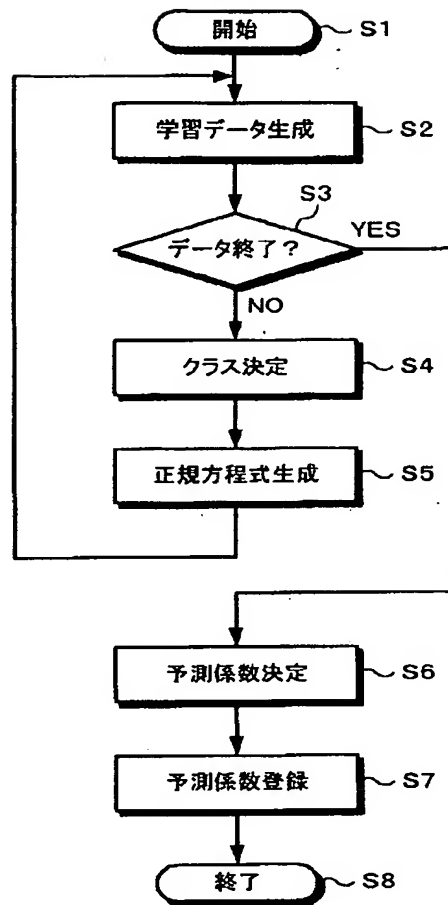 開始 S1
学習データ生成 S2
S3
データ終了? YES
NO
クラス決定 S4
正規方程式生成 S5
予測係数決定 S6
予測係数登録 S7
終了 S8